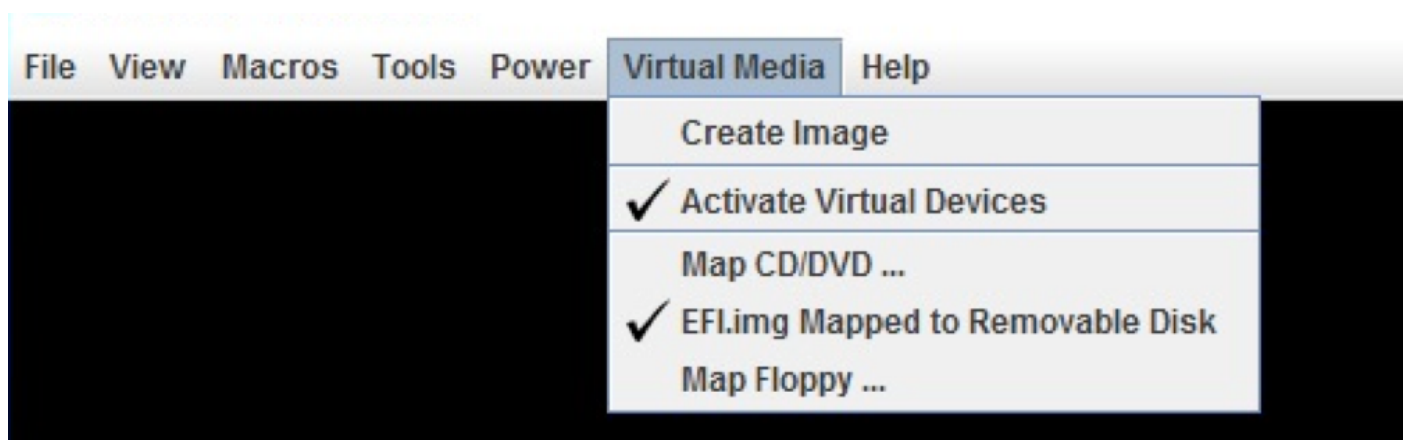 File View Macros Tools Power Virtual Media Help
Create Image
Activate Virtual Devices
Map CD/DVD ...
EFI.img Mapped to Removable Disk
Map Floppy ...